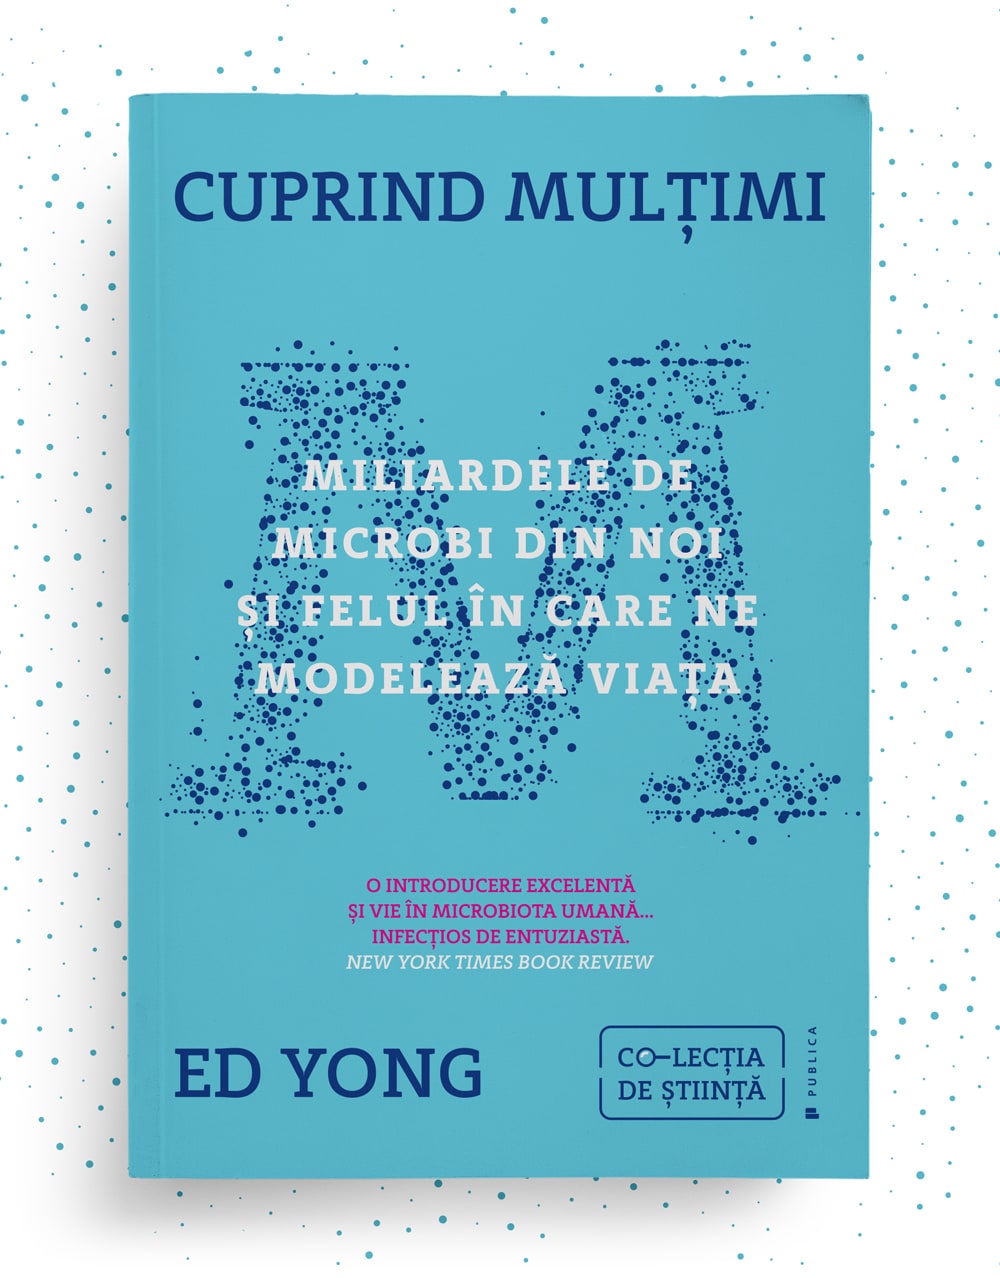 CUPRIND MULȚIMI
MILIARDELE DE
MICROBI DIN NOI
ȘI FELUL ÎN CARE NE
MODELEAZĂ VIAȚA
O INTRODUCERE EXCELENTĂ
ȘI VIE ÎN MICROBIOTA UMANĂ...
INFECȚIOS DE ENTUZIASTĂ.
NEW YORK TIMES BOOK REVIEW
ED YONG
CO-LECȚIA
DE ȘTIINȚĂ
PUBLICA